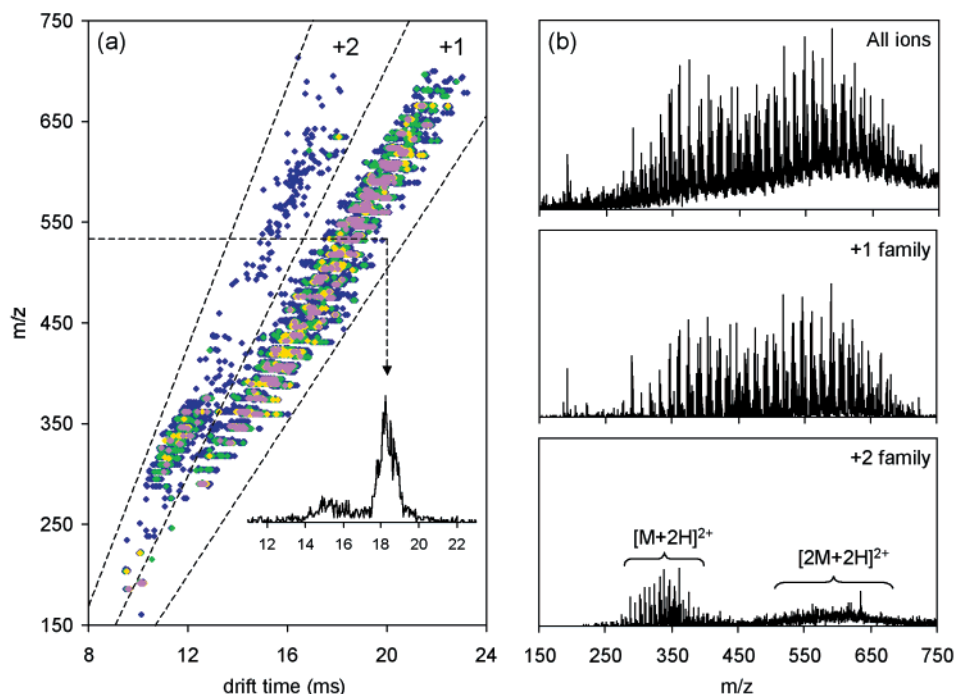 (a)
+2
+1
750
650
550
450
350
250
150
m/z
8
12
16
20
24
drift time (ms)
12
14
16
18
20
22
(b)
All ions
+1 family
+2 family
[M+2H]2+
[2M+2H]2+
150
250
350
450
550
650
750
m/z